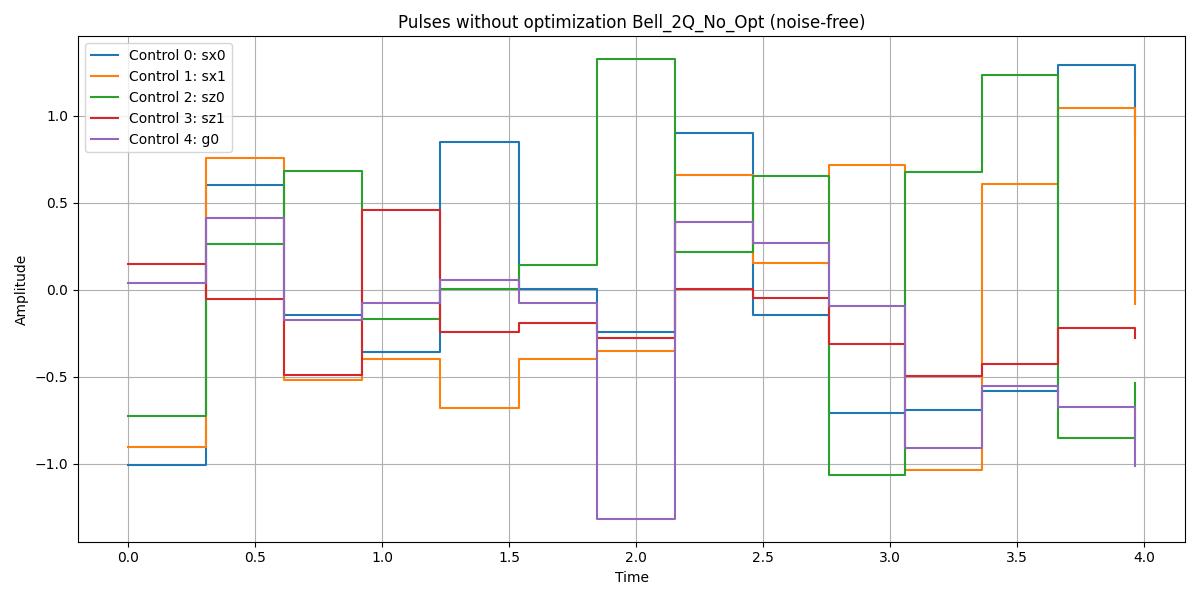 Pulses without optimization Bell_2Q_No_Opt (noise-free)
Control 0: sx0
Control 1: sx1
Control 2: sz0
Control 3: sz1
Control 4: g0
Amplitude
1.0
0.5
0.0
−0.5
−1.0
0.0 0.5 1.0 1.5 2.0 2.5 3.0 3.5 4.0
Time